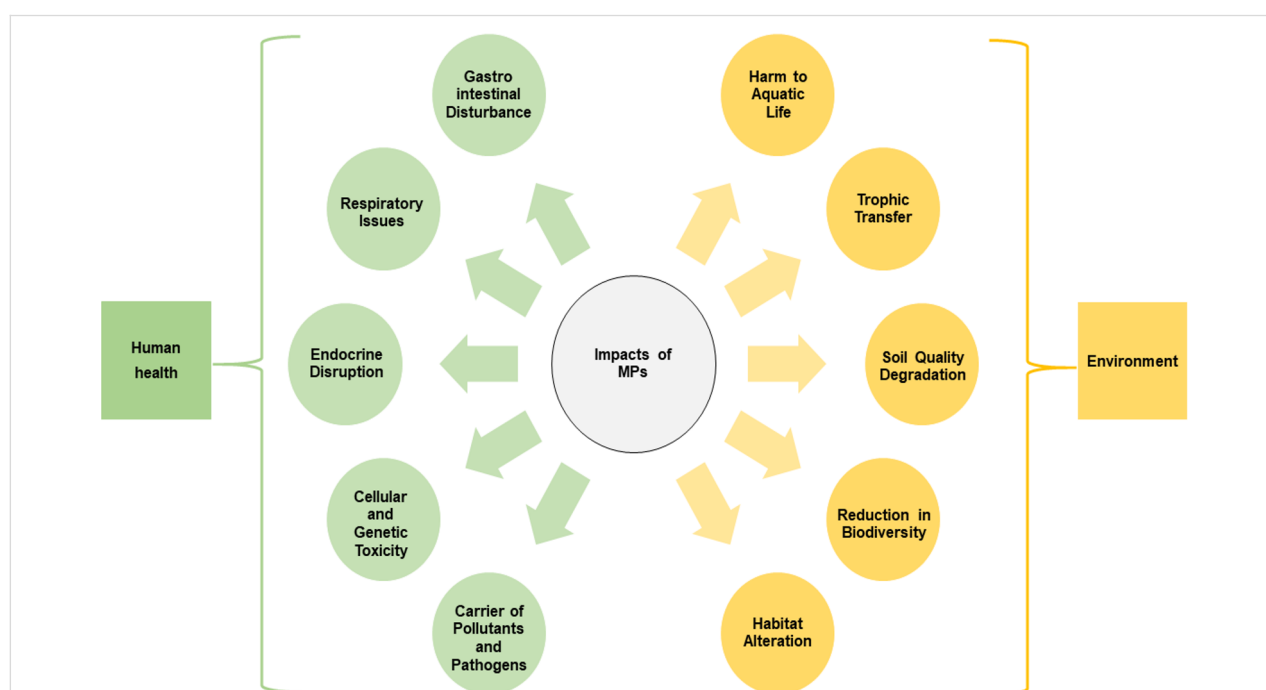 Gastro
intestinal
Disturbance
Harm to
Aquatic
Life
Respiratory
Issues
Trophic
Transfer
Human
health
Endocrine
Disruption
Impacts of
MPs
Soil Quality
Degradation
Environment
Cellular
and
Genetic
Toxicity
Reduction in
Biodiversity
Carrier of
Pollutants
and
Pathogens
Habitat
Alteration